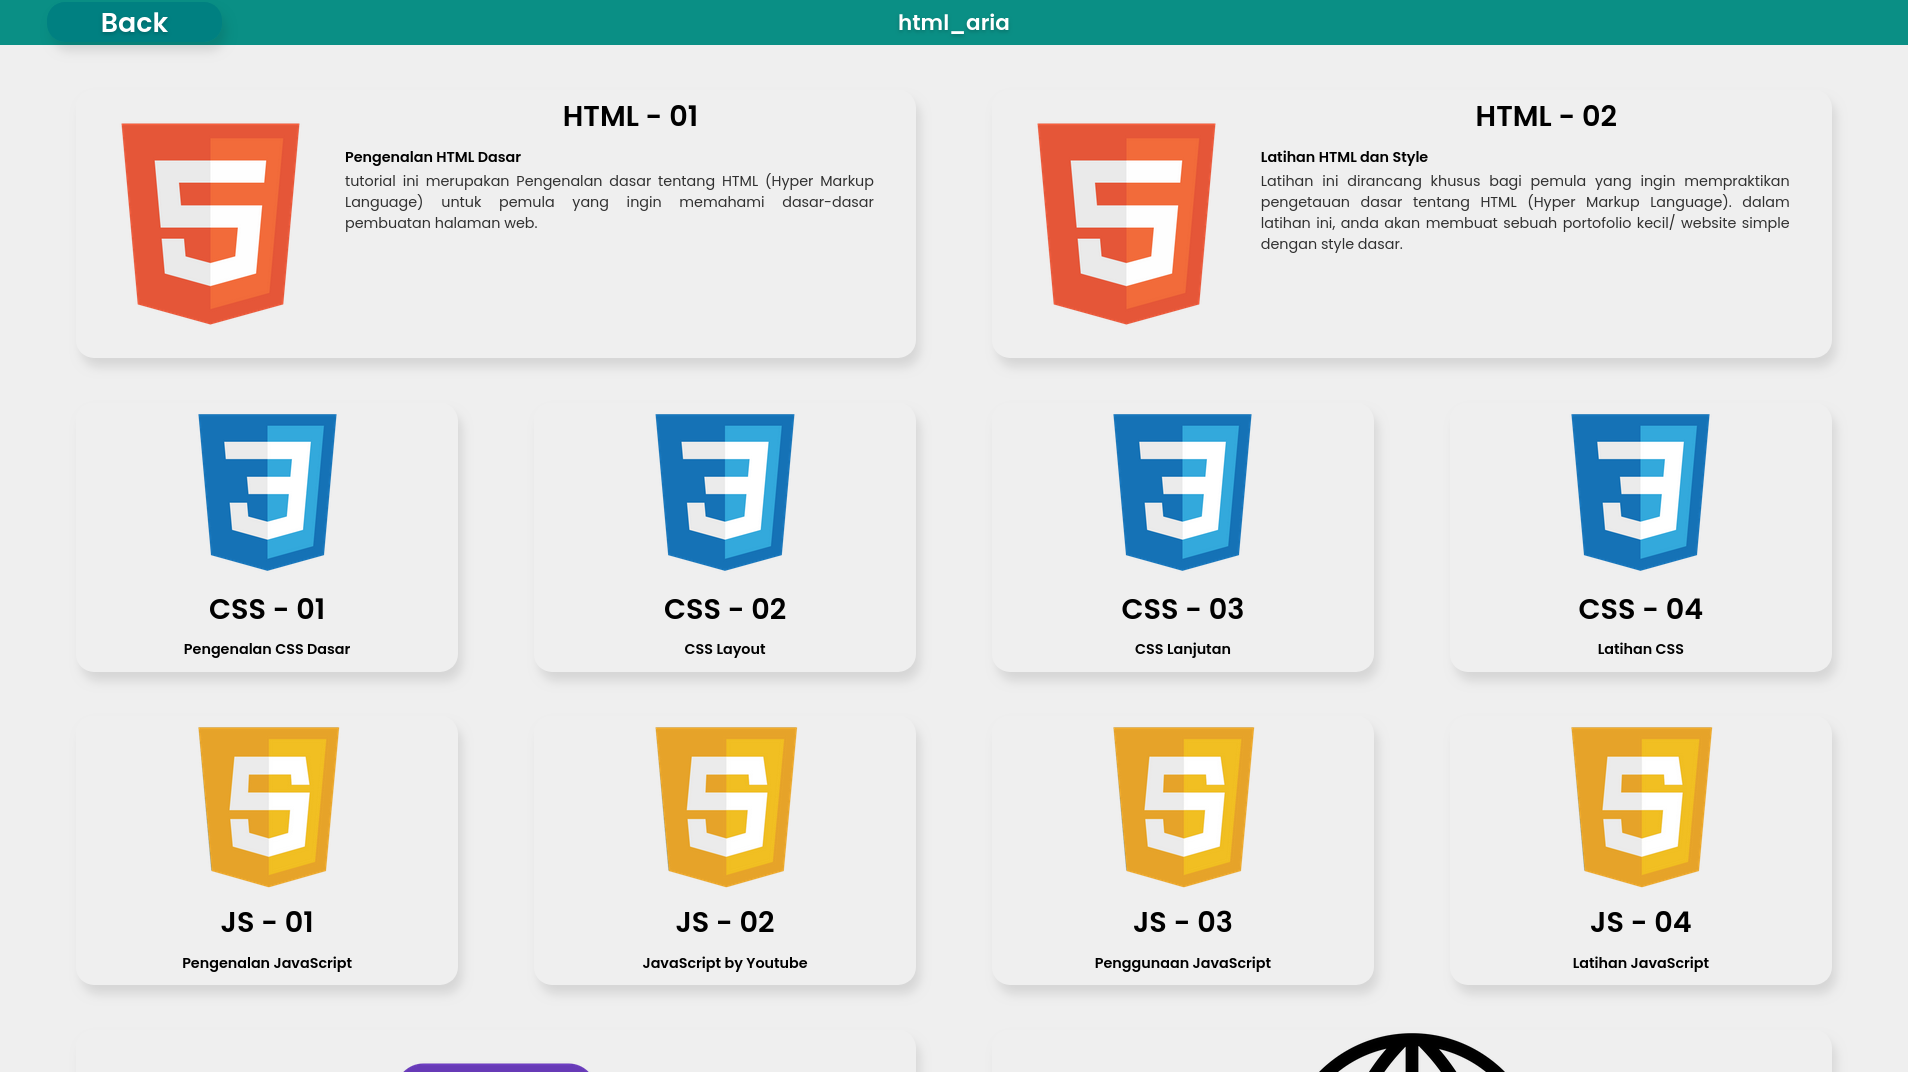 Back
html_aria
HTML - 01
Pengenalan HTML Dasar
tutorial ini merupakan Pengenalan dasar tentang HTML (Hyper Markup
Language) untuk pemula yang ingin memahami dasar-dasar
pembuatan halaman web.
HTML - 02
Latihan HTML dan Style
Latihan ini dirancang khusus bagi pemula yang ingin mempraktikan
pengetauan dasar tentang HTML (Hyper Markup Language). dalam
latihan ini, anda akan membuat sebuah portofolio kecil/ website simple
dengan style dasar.
CSS - 01
Pengenalan CSS Dasar
CSS - 02
CSS Layout
CSS - 03
CSS Lanjutan
CSS - 04
Latihan CSS
JS - 01
Pengenalan JavaScript
JS - 02
JavaScript by Youtube
JS - 03
Penggunaan JavaScript
JS - 04
Latihan JavaScript